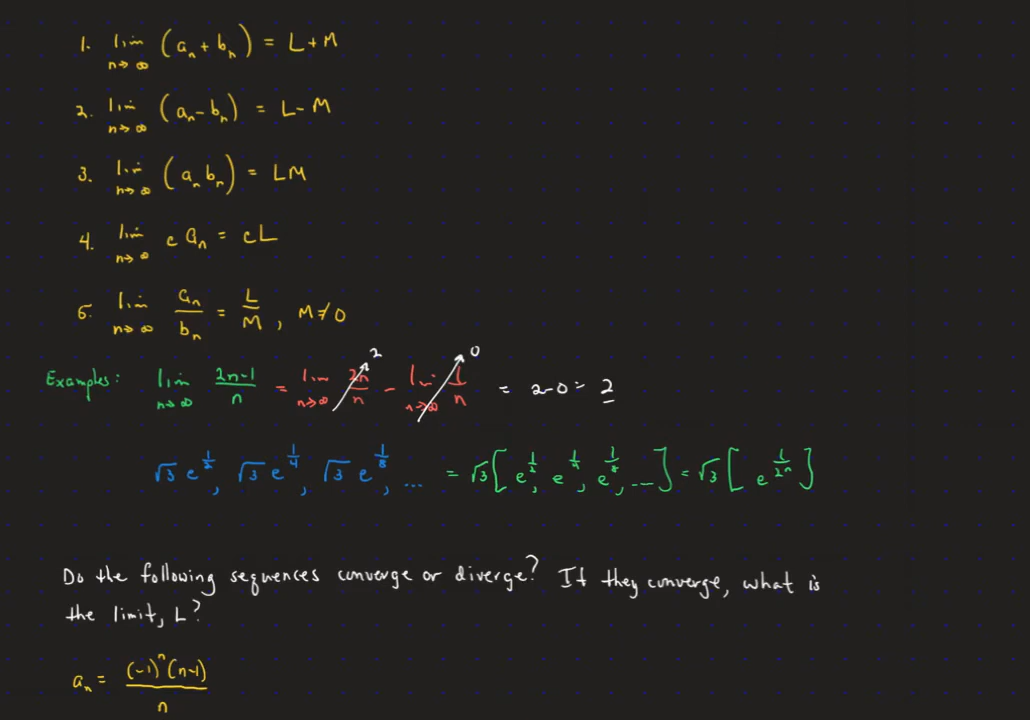 1. lim n→∞ (aₙ + bₙ) = L + M
2. lim n→∞ (aₙ - bₙ) = L - M
3. lim n→∞ (aₙ bₙ) = LM
4. lim n→∞ c aₙ = cL
5. lim n→∞ aₙ/bₙ = L/M , M ≠ 0
Examples: lim n→∞ (2n-1)/n = lim n→∞ 2n/n → 2 - lim n→∞ 1/n → 0 = 2-0 = 2
√3 e^(1/2), √3 e^(1/4), √3 e^(1/8), ... = √3 [ e^(1/2), e^(1/4), e^(1/8), ... ] = √3 [ e^(1/2ⁿ) ]
Do the following sequences converge or diverge? If they converge, what is
the limit, L?
aₙ = (-1)ⁿ (n-1) / n